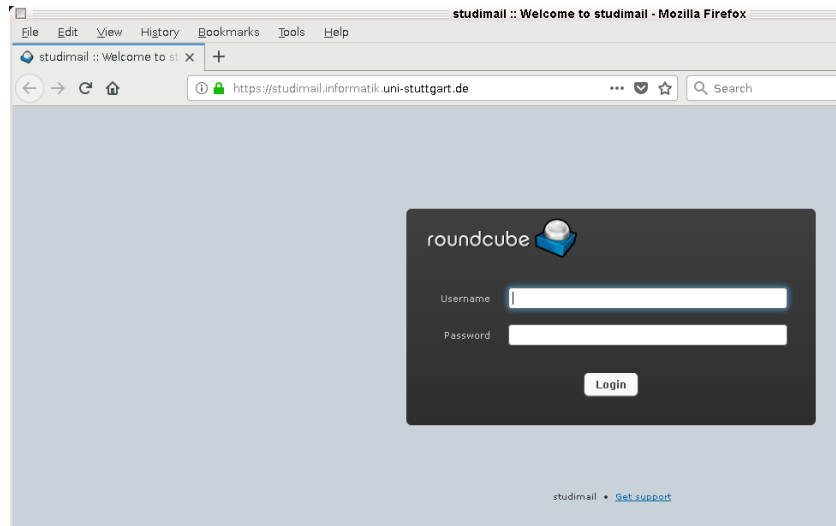 studimail :: Welcome to studimail - Mozilla Firefox
File Edit View History Bookmarks Tools Help
studimail :: Welcome to st
https://studimail.informatik.uni-stuttgart.de Search
roundcube
Username
Password
Login
studimail • Get support